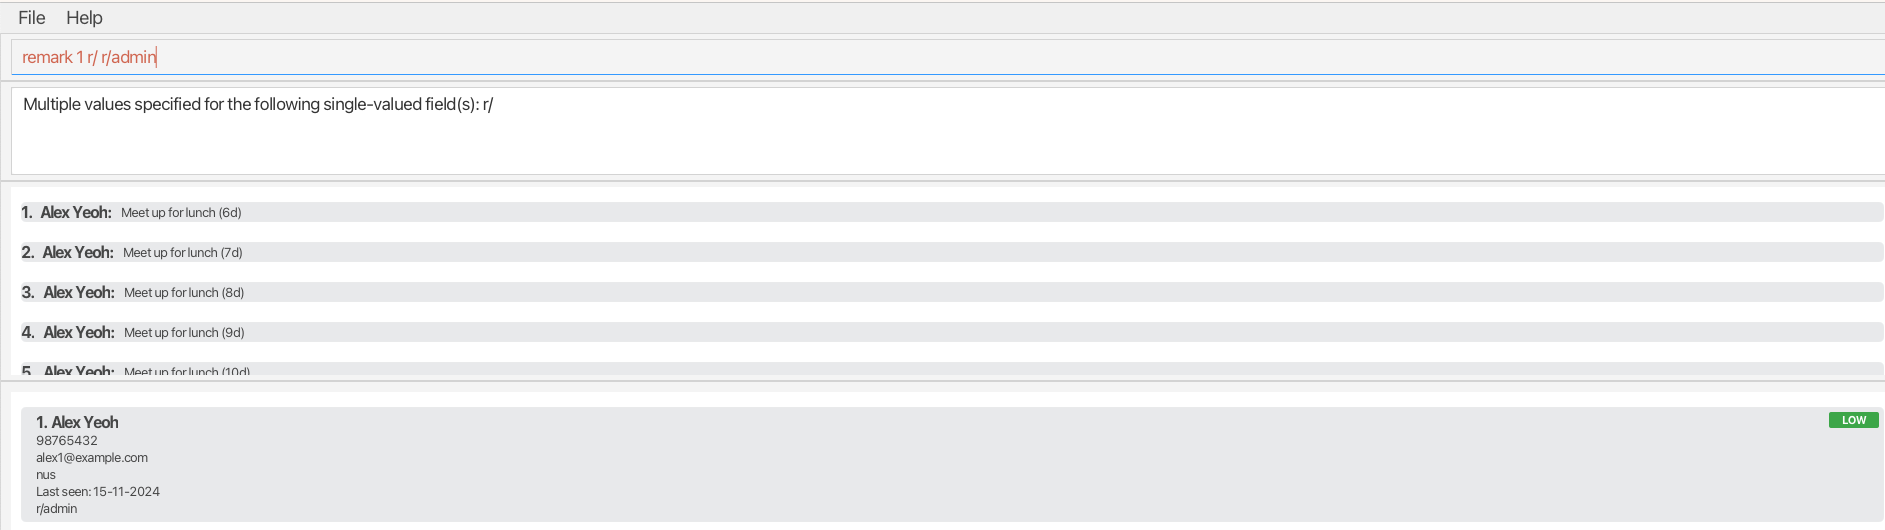 File Help
remark 1 r/ r/admin
Multiple values specified for the following single-valued field(s): r/
1. Alex Yeoh: Meet up for lunch (6d)
2. Alex Yeoh: Meet up for lunch (7d)
3. Alex Yeoh: Meet up for lunch (8d)
4. Alex Yeoh: Meet up for lunch (9d)
5. Alex Yeoh: Meet up for lunch (10d)
1. Alex Yeoh LOW
98765432
alex1@example.com
nus
Last seen: 15-11-2024
r/admin